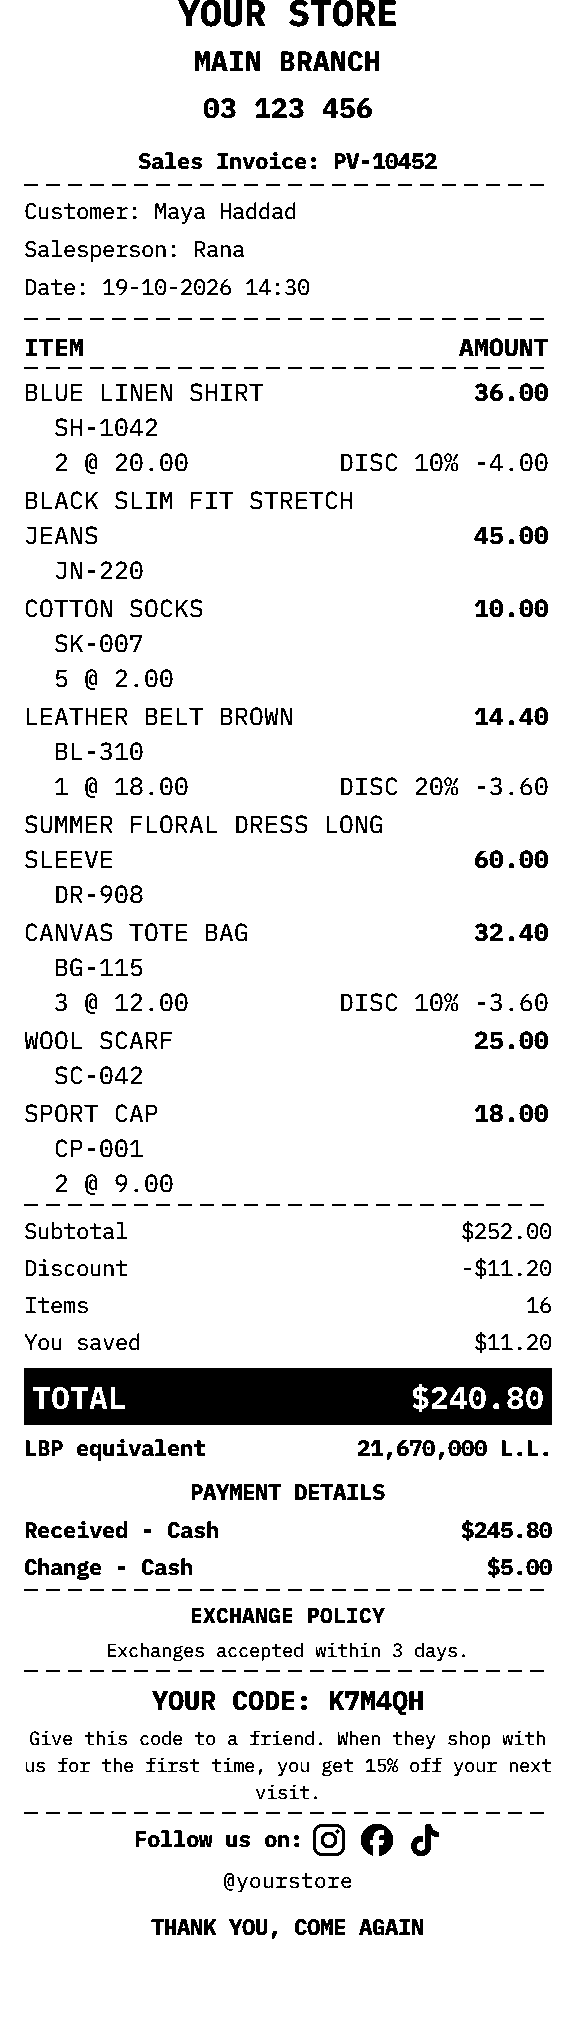 YOUR STORE
MAIN BRANCH
03 123 456
Sales Invoice: PV-10452
Customer: Maya Haddad
Salesperson: Rana
Date: 19-10-2026 14:30
ITEM AMOUNT
BLUE LINEN SHIRT 36.00
SH-1042
2 @ 20.00 DISC 10% -4.00
BLACK SLIM FIT STRETCH
JEANS 45.00
JN-220
COTTON SOCKS 10.00
SK-007
5 @ 2.00
LEATHER BELT BROWN 14.40
BL-310
1 @ 18.00 DISC 20% -3.60
SUMMER FLORAL DRESS LONG
SLEEVE 60.00
DR-908
CANVAS TOTE BAG 32.40
BG-115
3 @ 12.00 DISC 10% -3.60
WOOL SCARF 25.00
SC-042
SPORT CAP 18.00
CP-001
2 @ 9.00
Subtotal $252.00
Discount -$11.20
Items 16
You saved $11.20
TOTAL $240.80
LBP equivalent 21,670,000 L.L.
PAYMENT DETAILS
Received - Cash $245.80
Change - Cash $5.00
EXCHANGE POLICY
Exchanges accepted within 3 days.
YOUR CODE: K7M4QH
Give this code to a friend. When they shop with
us for the first time, you get 15% off your next
visit.
Follow us on:
@yourstore
THANK YOU, COME AGAIN